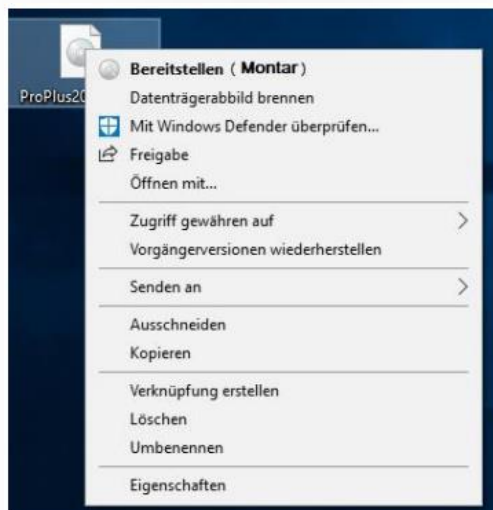 ProPlus20
Bereitstellen ( Montar )
Datenträgerabbild brennen
Mit Windows Defender überprüfen...
Freigabe
Öffnen mit...
Zugriff gewähren auf
Vorgängerversionen wiederherstellen
Senden an
Ausschneiden
Kopieren
Verknüpfung erstellen
Löschen
Umbenennen
Eigenschaften